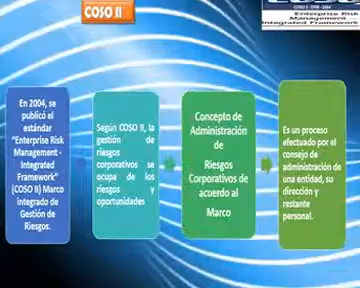 COSO II
Enterprise Risk
Management
Integrated Framework
En 2004, se
publicó el
estándar
"Enterprise Risk
Management -
Integrated
Framework"
(COSO II) Marco
integrado de
Gestión de
Riesgos.
Según COSO II, la
gestión de
riesgos
corporativos se
ocupa de los
riesgos y
oportunidades
Concepto de
Administración
de
Riesgos
Corporativos de
acuerdo al
Marco
Es un proceso
efectuado por el
consejo de
administración de
una entidad, su
dirección y
restante
personal.